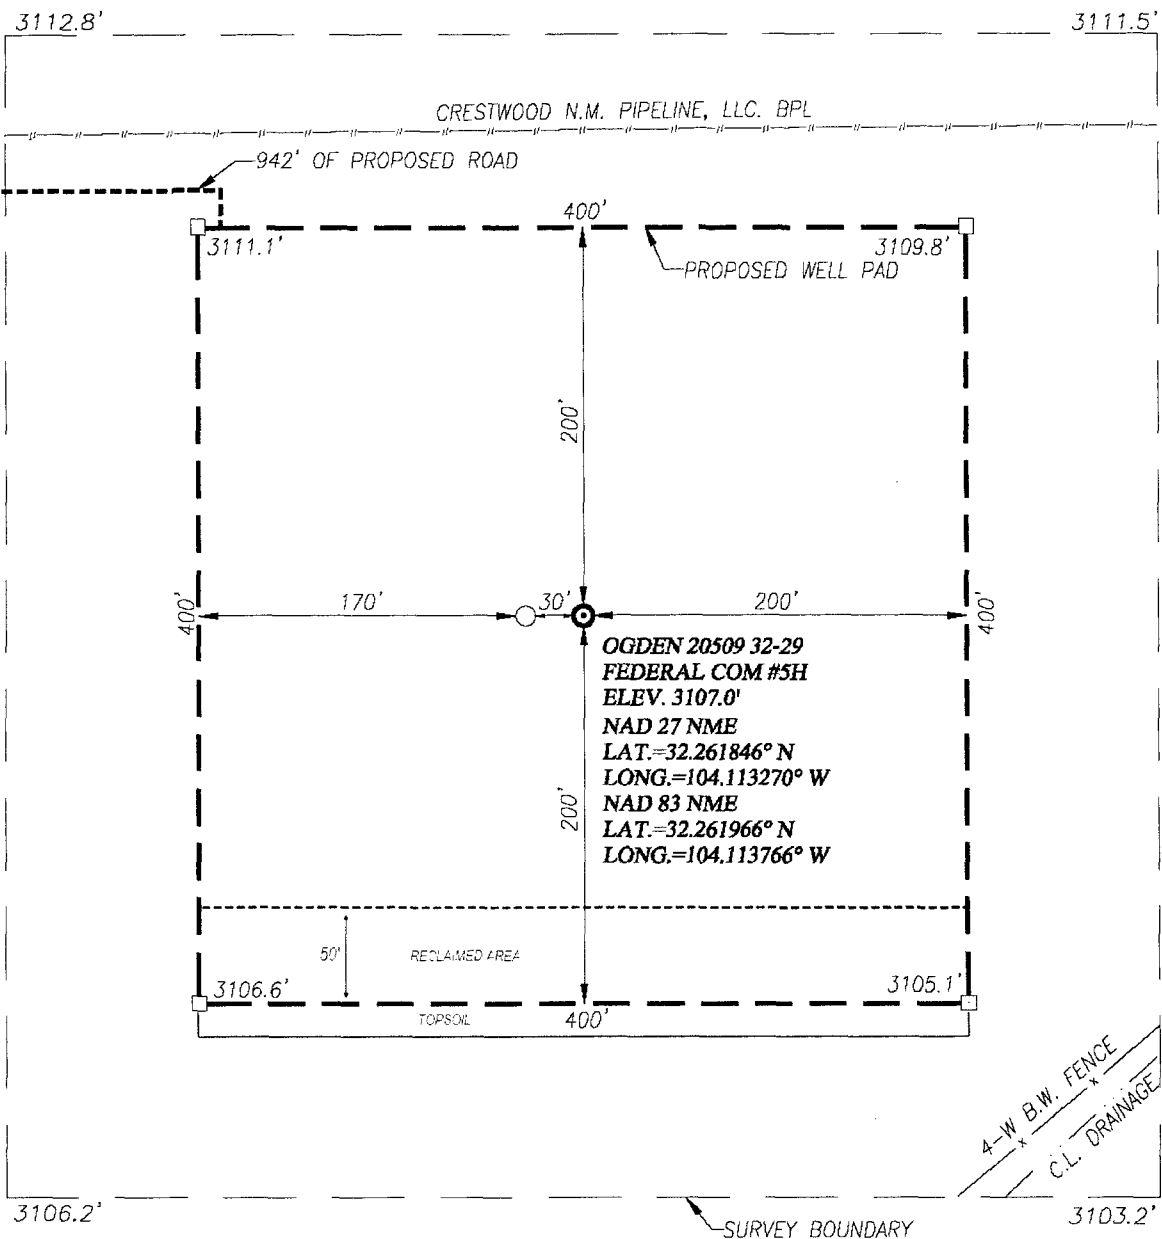 3112.8'
3111.5'
CRESTWOOD N.M. PIPELINE, LLC. BPL
942' OF PROPOSED ROAD
400'
3111.1'
3109.8'
PROPOSED WELL PAD
200'
400'
170'
30'
200'
400'
OGDEN 20509 32-29
FEDERAL COM #5H
ELEV. 3107.0'
NAD 27 NME
LAT.=32.261846° N
LONG.=104.113270° W
NAD 83 NME
LAT.=32.261966° N
LONG.=104.113766° W
200'
50'
RECLAIMED AREA
3106.6'
3105.1'
TOPSOIL
400'
4-W B.W. FENCE
C.L. DRAINAGE
3106.2'
3103.2'
SURVEY BOUNDARY